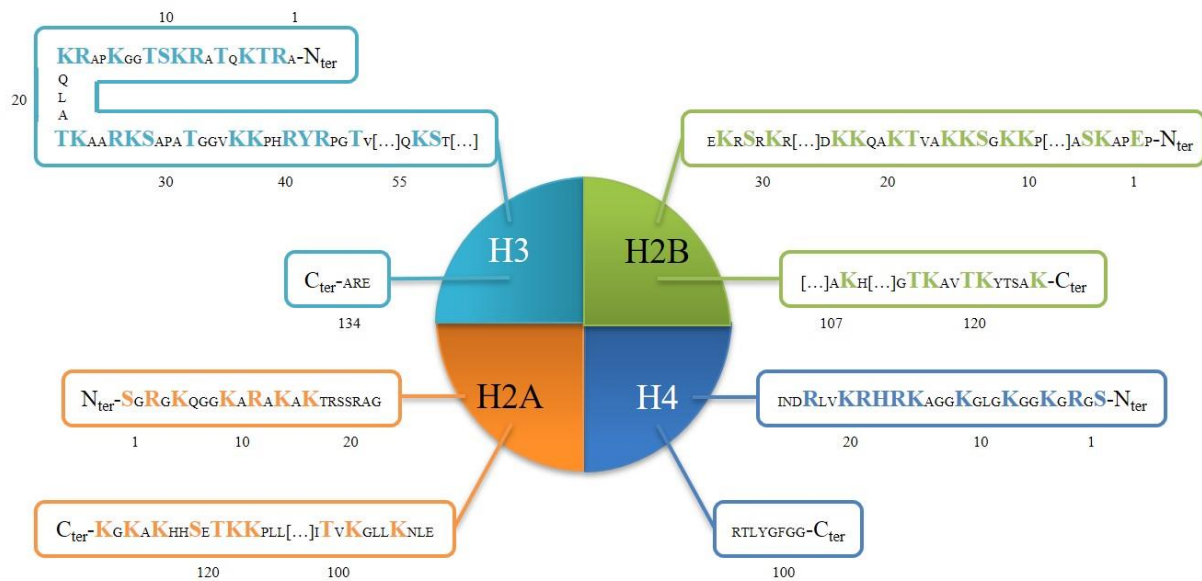 10 1
KRAPKGGTSKRATQKTRA-Nter
Q
L
A
20
TKAARKSAPATGGVKKPHRYRPGTV[...]QKST[...]
30 40 55
EKRSRKR[...]DKKQAKTVAKKSGKKP[...]ASKAPEP-Nter
30 20 10 1
H3
H2B
Cter-ARE
134
[...]AKH[...]GTKAVTKYTSAK-Cter
107 120
H2A
H4
Nter-SGRGKQGGKARAKAKTRSSRAG
1 10 20
INDRLVKRHRKAGGKGLGKGGKGRGS-Nter
20 10 1
Cter-KGKAKHHSETKKPLL[...]ITVKGLLKNLE
120 100
RTLYGFGG-Cter
100